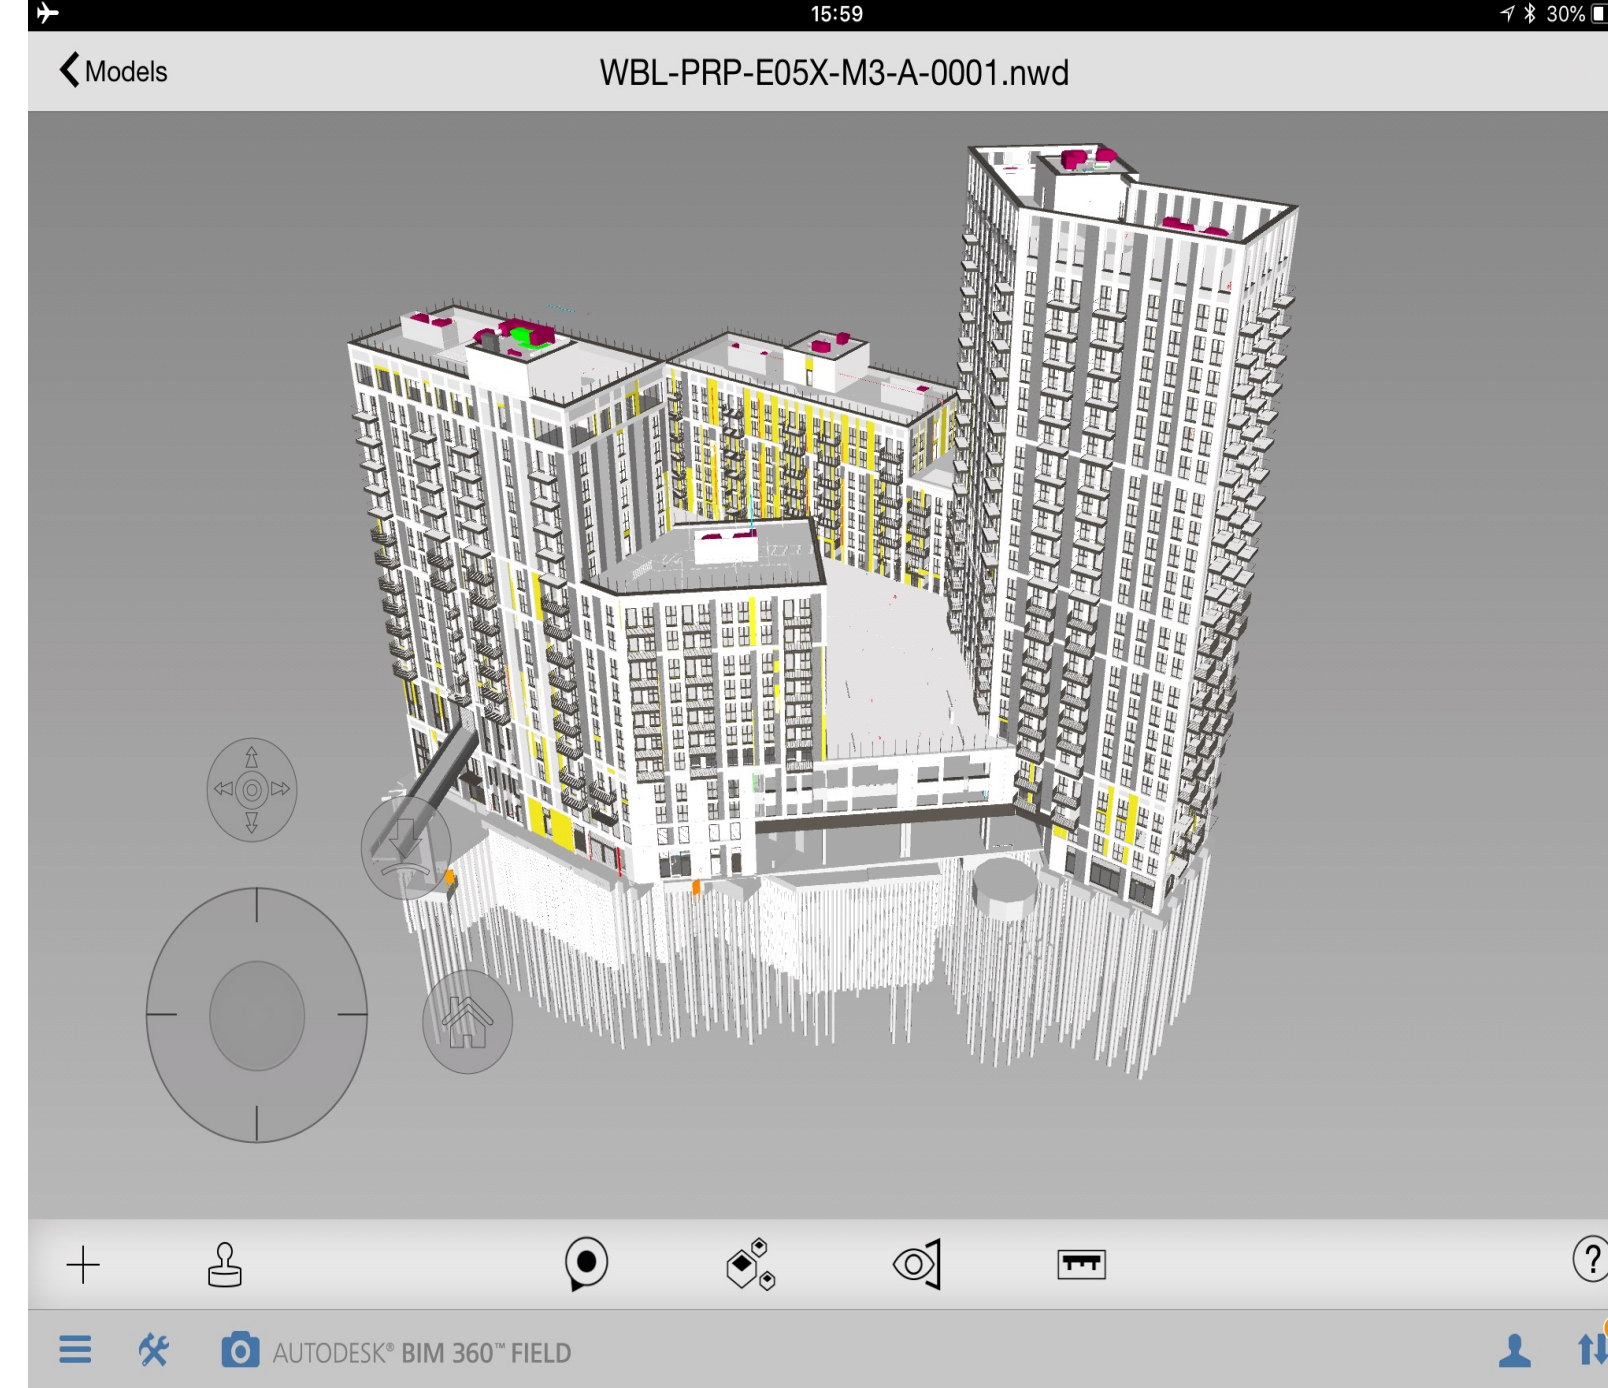 15:59
30%
Models
WBL-PRP-E05X-M3-A-0001.nwd
?
AUTODESK® BIM 360™ FIELD